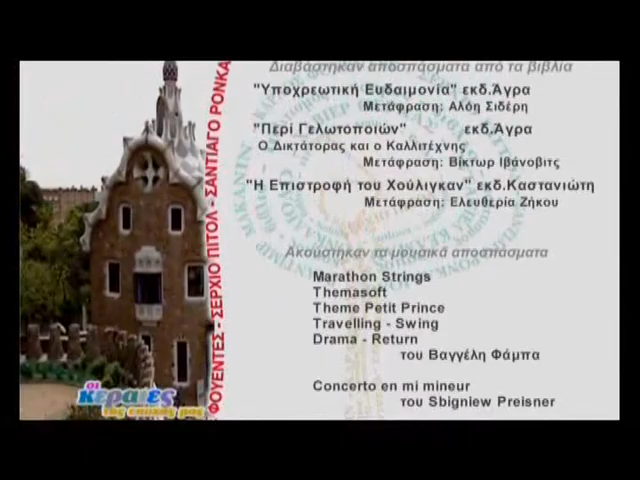 Διαβάστηκαν αποσπάσματα από τα βιβλία
"Υποχρεωτική Ευδαιμονία" εκδ.Άγρα
Μετάφραση: Αλόη Σιδέρη
"Περί Γελωτοποιών" εκδ.Άγρα
Ο Δικτάτορας και ο Καλλιτέχνης
Μετάφραση: Βίκτωρ Ιβάνοβιτς
"Η Επιστροφή του Χούλιγκαν" εκδ.Καστανιώτη
Μετάφραση: Ελευθερία Ζήκου
Ακούστηκαν τα μουσικά αποσπάσματα
Marathon Strings
Themasoft
Theme Petit Prince
Travelling - Swing
Drama - Return
του Βαγγέλη Φάμπα
Concerto en mi mineur
του Sbigniew Preisner
ΦΟΥΕΝΤΕΣ - ΣΕΡΧΙΟ ΠΙΤΟΛ - ΣΑΝΤΙΑΓΟ ΡΟΝΚΑ
οι
κεραίες
της εποχής μας